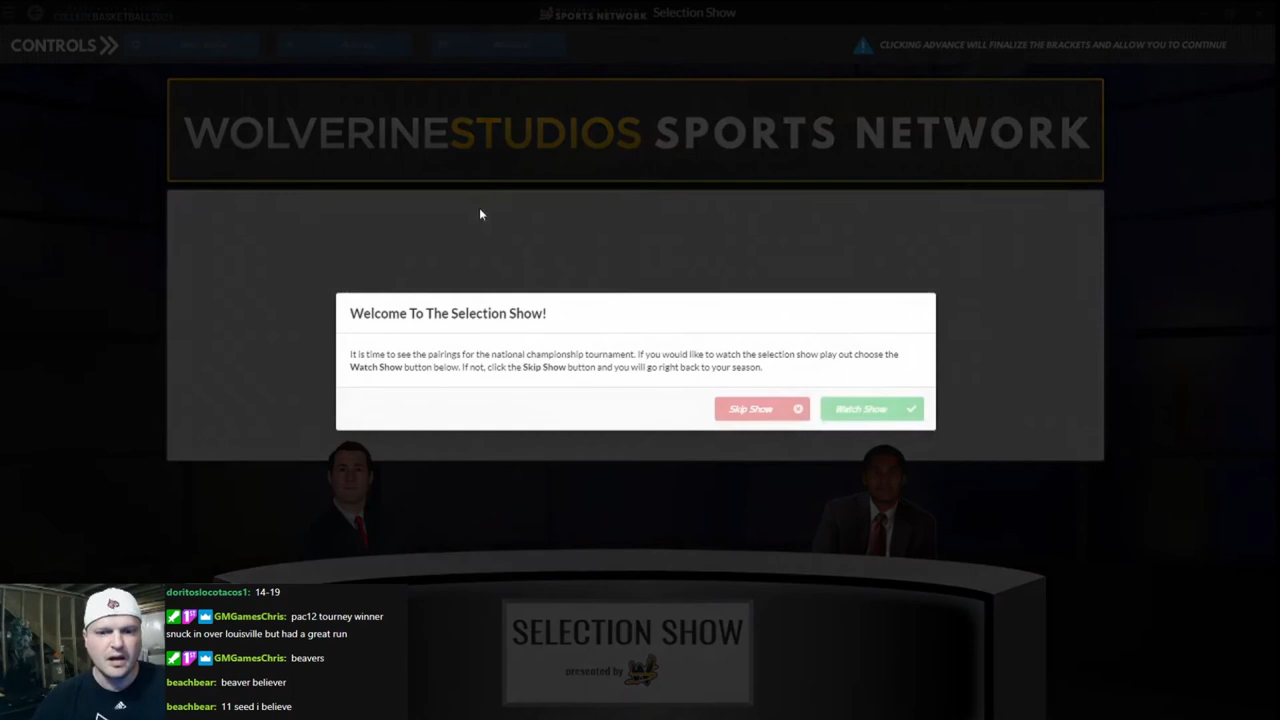 SPORTS NETWORK Selection Show
CONTROLS
CLICKING ADVANCE WILL FINALIZE THE BRACKETS AND ALLOW YOU TO CONTINUE
WOLVERINESTUDIOS SPORTS NETWORK
Welcome To The Selection Show!
It is time to see the pairings for the national championship tournament. If you would like to watch the selection show play out choose the
Watch Show button below. If not, click the Skip Show button and you will go right back to your season.
Skip Show
Watch Show
doritoslocotacos1: 14-19
GMGamesChris: pac12 tourney winner
snuck in over louisville but had a great run
GMGamesChris: beavers
beachbear: beaver believer
beachbear: 11 seed i believe
SELECTION SHOW
presented by